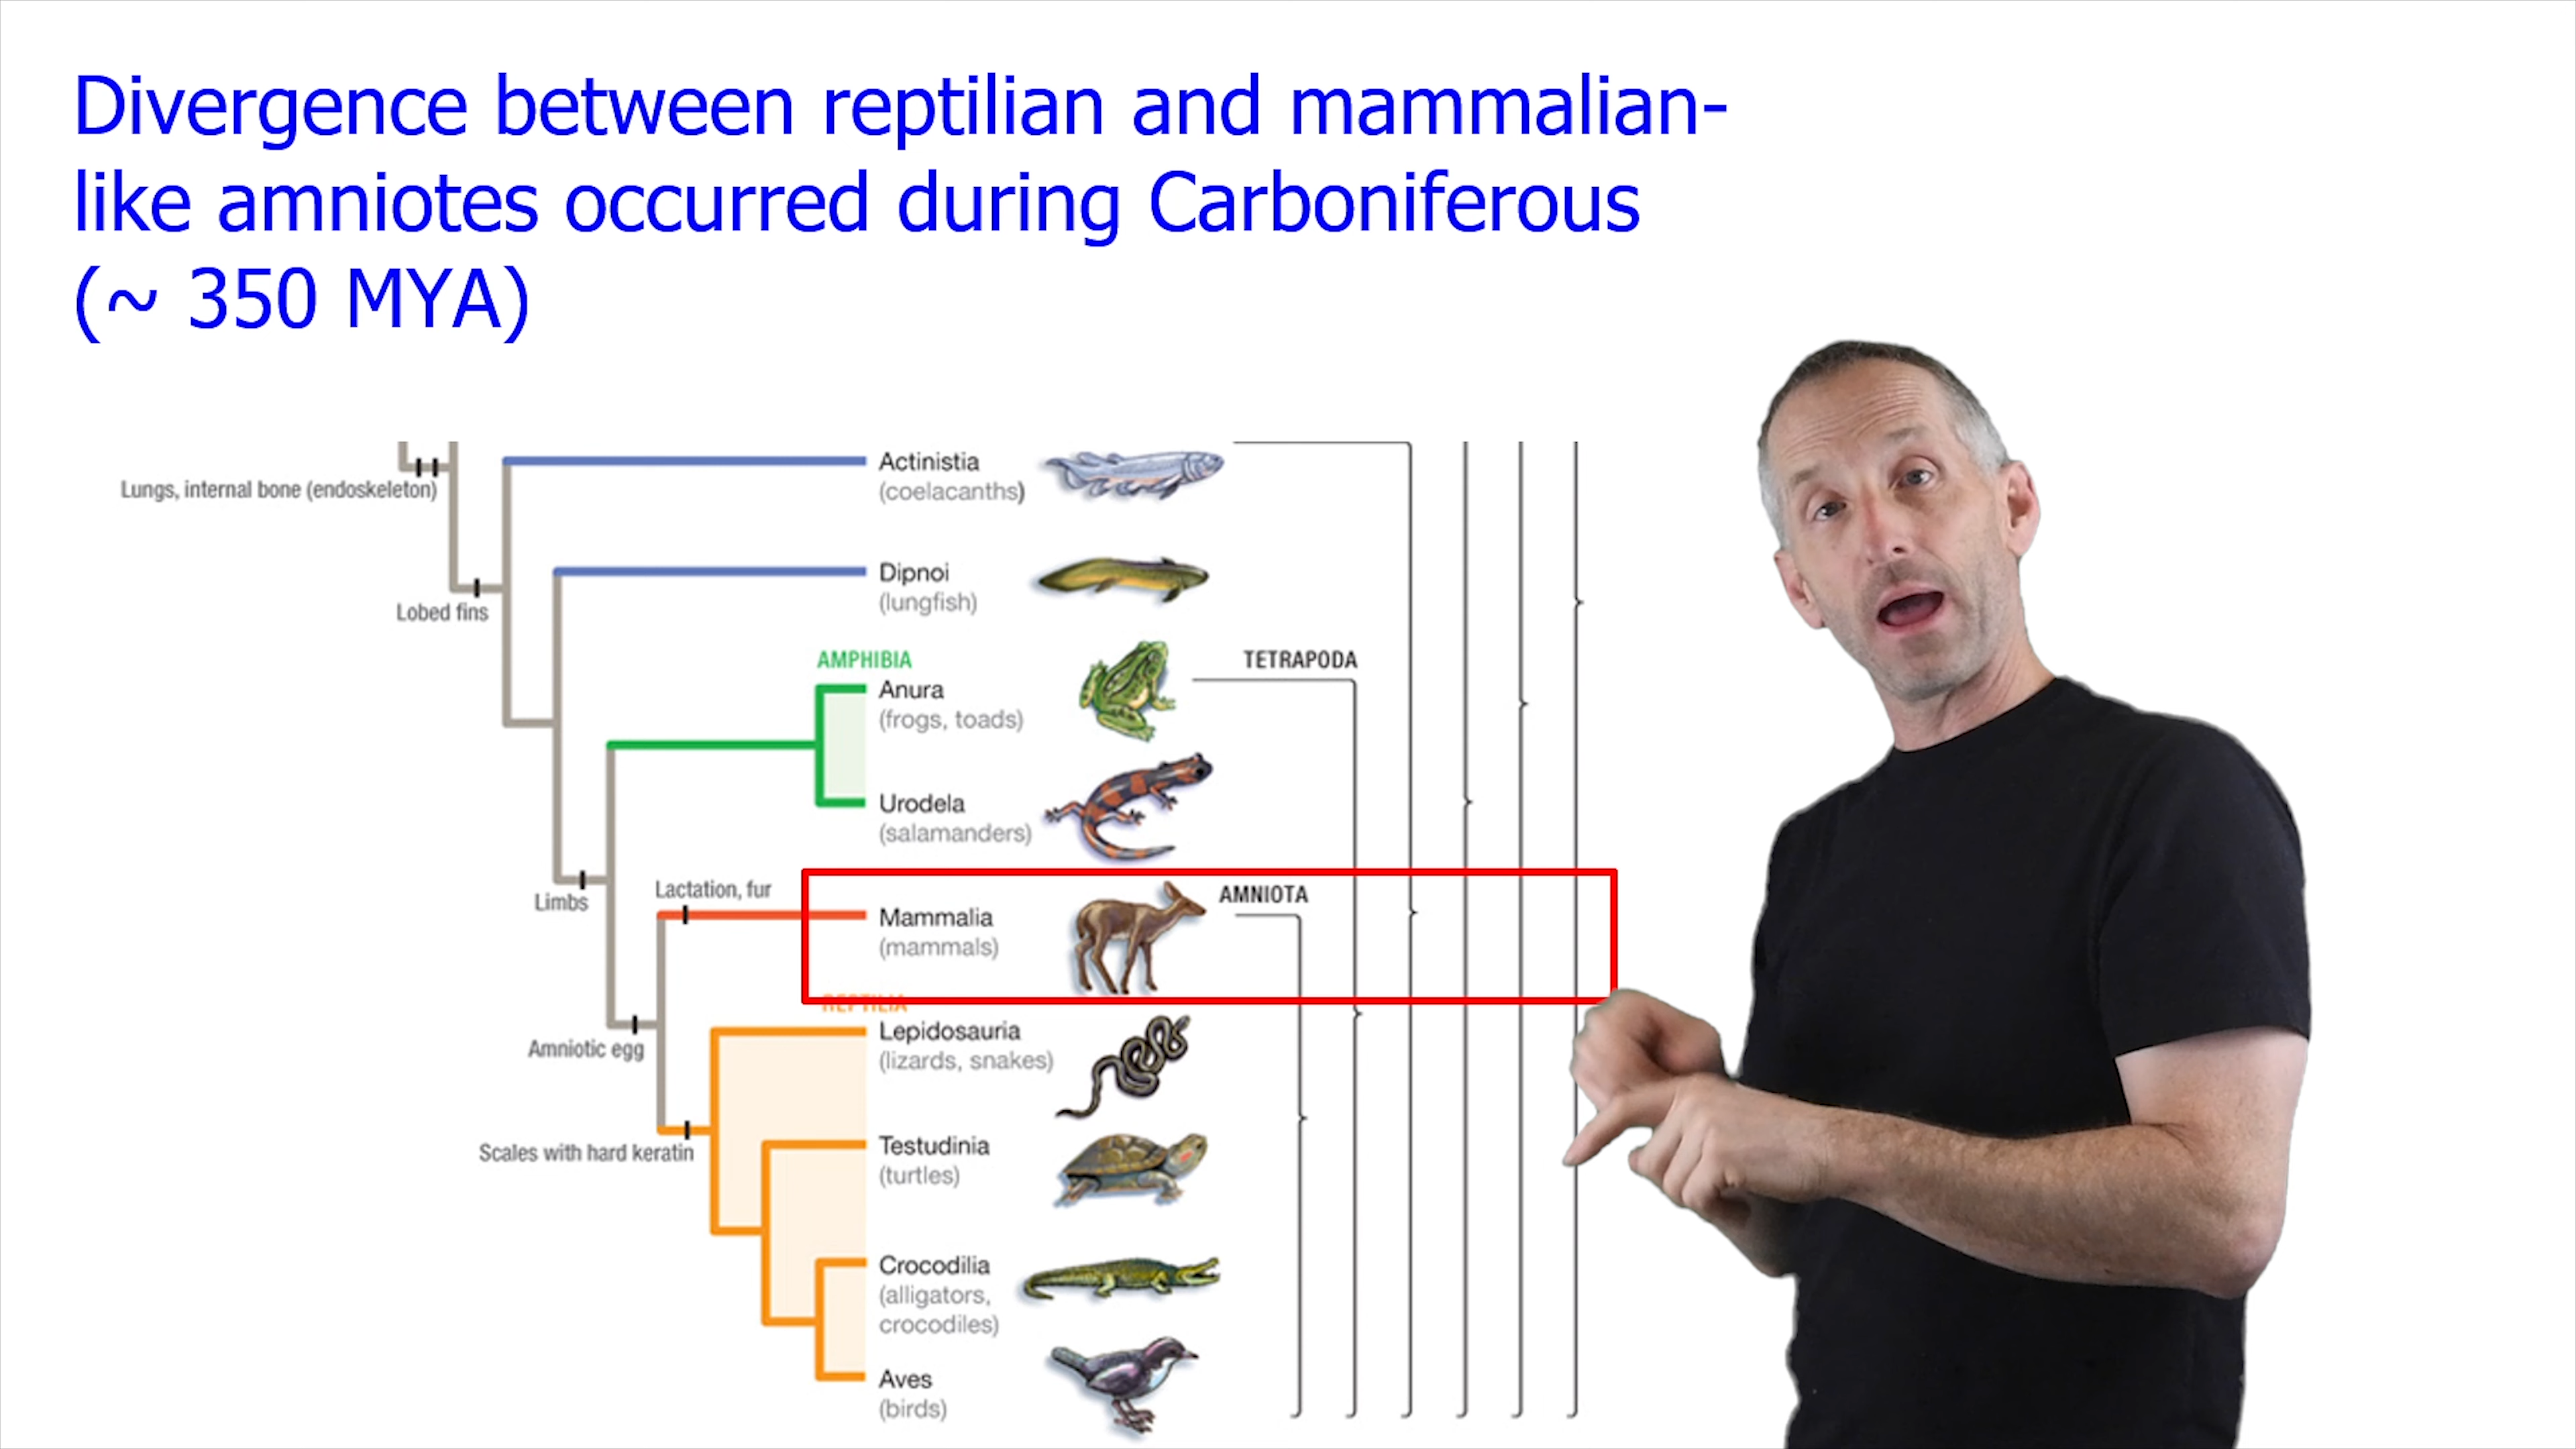 Divergence between reptilian and mammalian-
like amniotes occurred during Carboniferous
(~ 350 MYA)
Actinistia
(coelacanths)
Lungs, internal bone (endoskeleton)
Dipnoi
(lungfish)
Lobed fins
AMPHIBIA
TETRAPODA
Anura
(frogs, toads)
Urodela
(salamanders)
Lactation, fur
AMNIOTA
Limbs
Mammalia
(mammals)
REPTILIA
Lepidosauria
(lizards, snakes)
Amniotic egg
Testudinia
(turtles)
Scales with hard keratin
Crocodilia
(alligators,
crocodiles)
Aves
(birds)